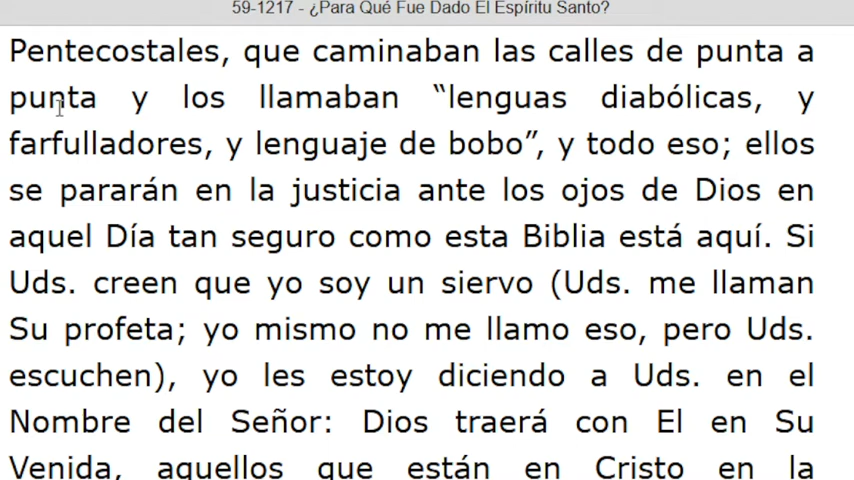 59-1217 - ¿Para Qué Fue Dado El Espíritu Santo?
Pentecostales, que caminaban las calles de punta a
punta y los llamaban “lenguas diabólicas, y
farfulladores, y lenguaje de bobo”, y todo eso; ellos
se pararán en la justicia ante los ojos de Dios en
aquel Día tan seguro como esta Biblia está aquí. Si
Uds. creen que yo soy un siervo (Uds. me llaman
Su profeta; yo mismo no me llamo eso, pero Uds.
escuchen), yo les estoy diciendo a Uds. en el
Nombre del Señor: Dios traerá con El en Su
Venida, aquellos que están en Cristo en la